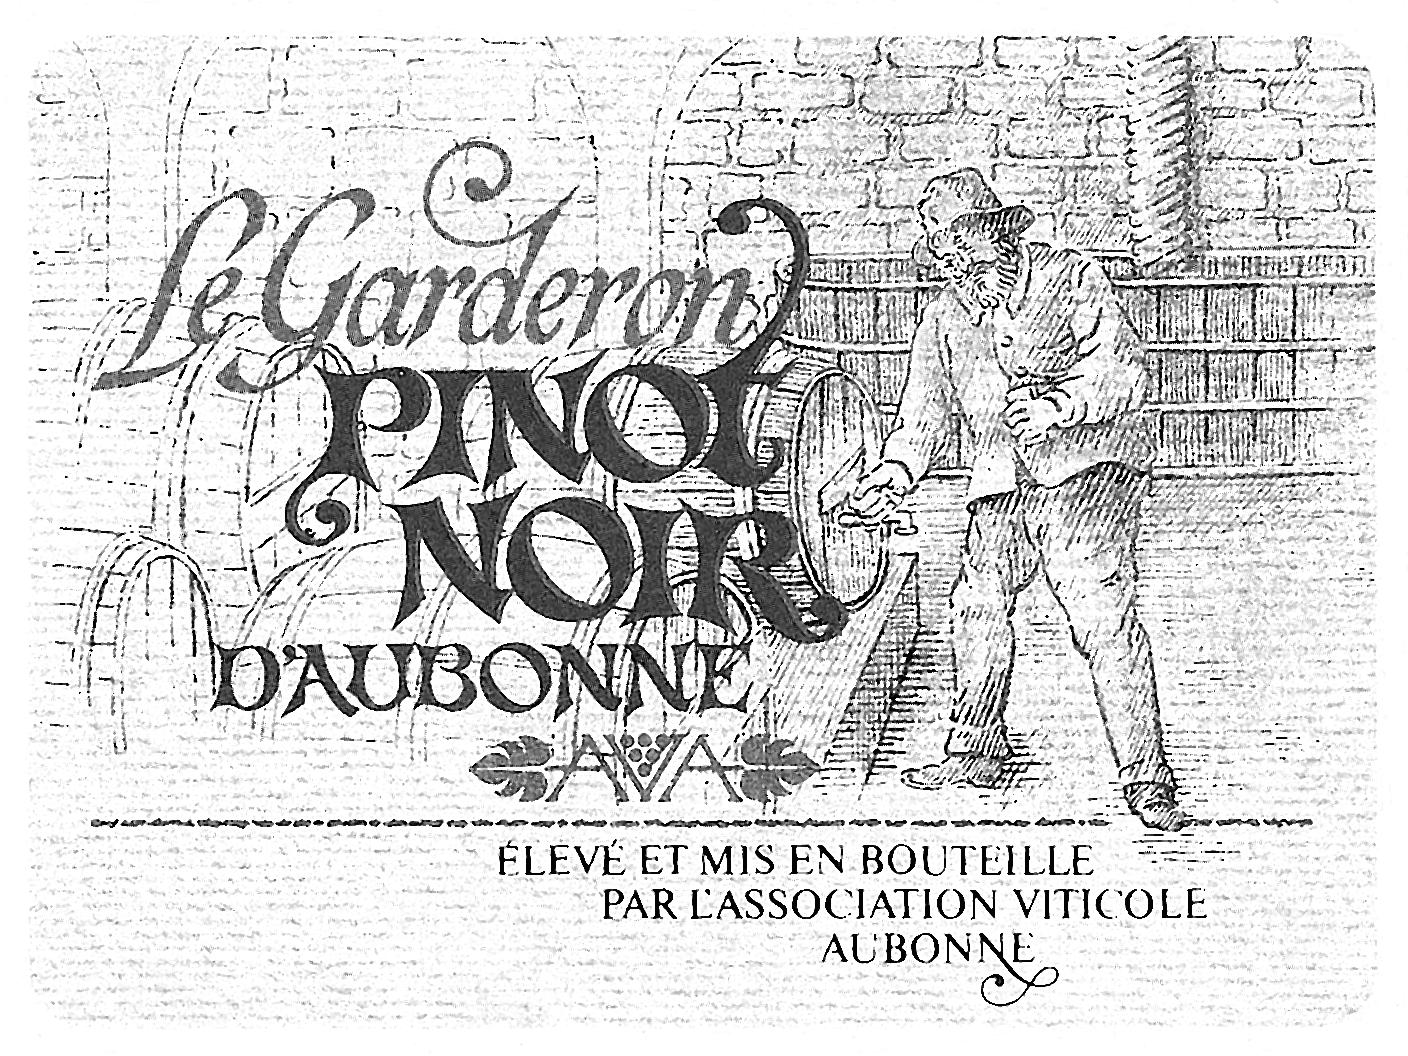 Le Garderon
PINOT
NOIR
D'AUBONNE
AVA
ÉLEVÉ ET MIS EN BOUTEILLE
PAR L'ASSOCIATION VITICOLE
AUBONNE